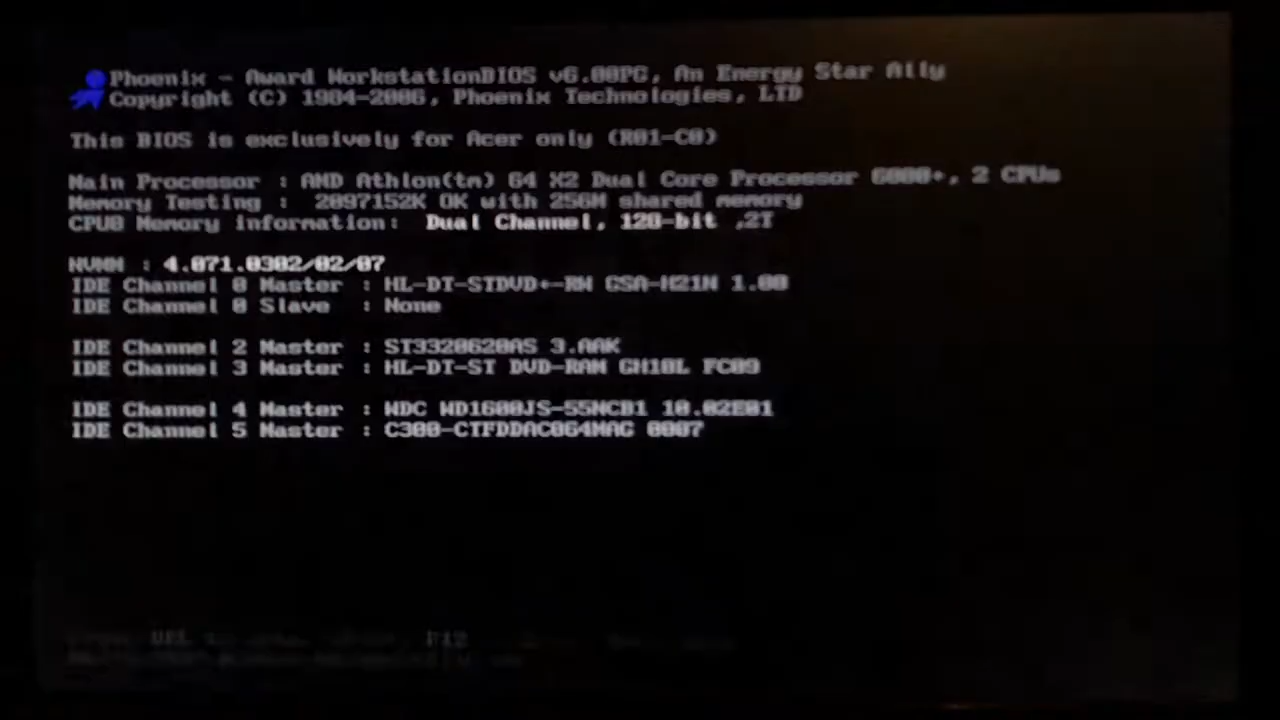 Phoenix - Award WorkstationBIOS v6.00PG, An Energy Star Ally
Copyright (C) 1984-2006, Phoenix Technologies, LTD
This BIOS is exclusively for Acer only (R01-C0)
Main Processor : AMD Athlon(tm) 64 X2 Dual Core Processor 6000+, 2 CPUs
Memory Testing : 2097152K OK with 256M shared memory
CPU0 Memory information: Dual Channel, 128-bit ,2T
NVMM : 4.071.0302/02/07
IDE Channel 0 Master : HL-DT-STDVD+-RW GSA-H21N 1.00
IDE Channel 0 Slave : None
IDE Channel 2 Master : ST3320620AS 3.AAK
IDE Channel 3 Master : HL-DT-ST DVD-RAM GH10L FC09
IDE Channel 4 Master : WDC WD1600JS-55NCB1 10.02E01
IDE Channel 5 Master : C300-CTFDDAC064MAG 0007
DEL F12